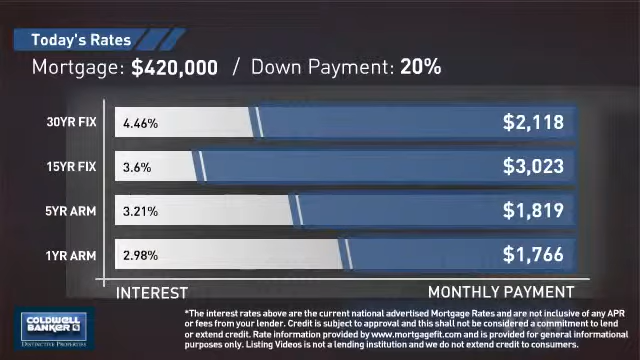 Today's Rates
Mortgage: $420,000 / Down Payment: 20%
30YR FIX 4.46% $2,118
15YR FIX 3.6% $3,023
5YR ARM 3.21% $1,819
1YR ARM 2.98% $1,766
INTEREST MONTHLY PAYMENT
COLDWELL
BANKER
DISTINCTIVE PROPERTIES
*The interest rates above are the current national advertised Mortgage Rates and are not inclusive of any APR
or fees from your lender. Credit is subject to approval and this shall not be considered a commitment to lend
or extend credit. Rate information provided by www.mortgagefit.com and is provided for general informational
purposes only. Listing Videos is not a lending institution and we do not extend credit to consumers.